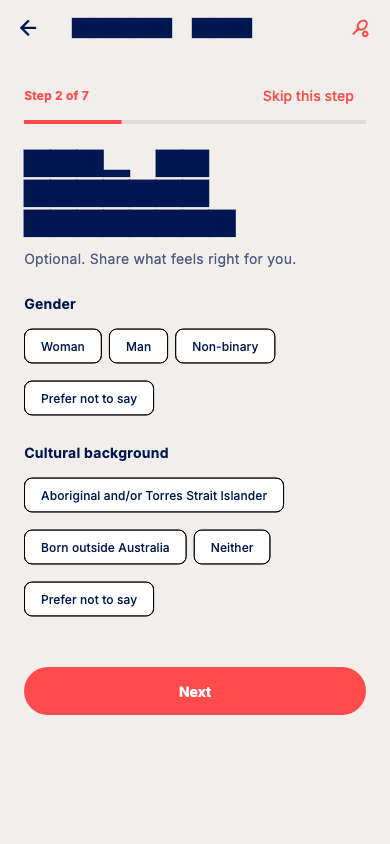 Step 2 of 7 Skip this step
Optional. Share what feels right for you.
Gender
Woman Man Non-binary
Prefer not to say
Cultural background
Aboriginal and/or Torres Strait Islander
Born outside Australia Neither
Prefer not to say
Next